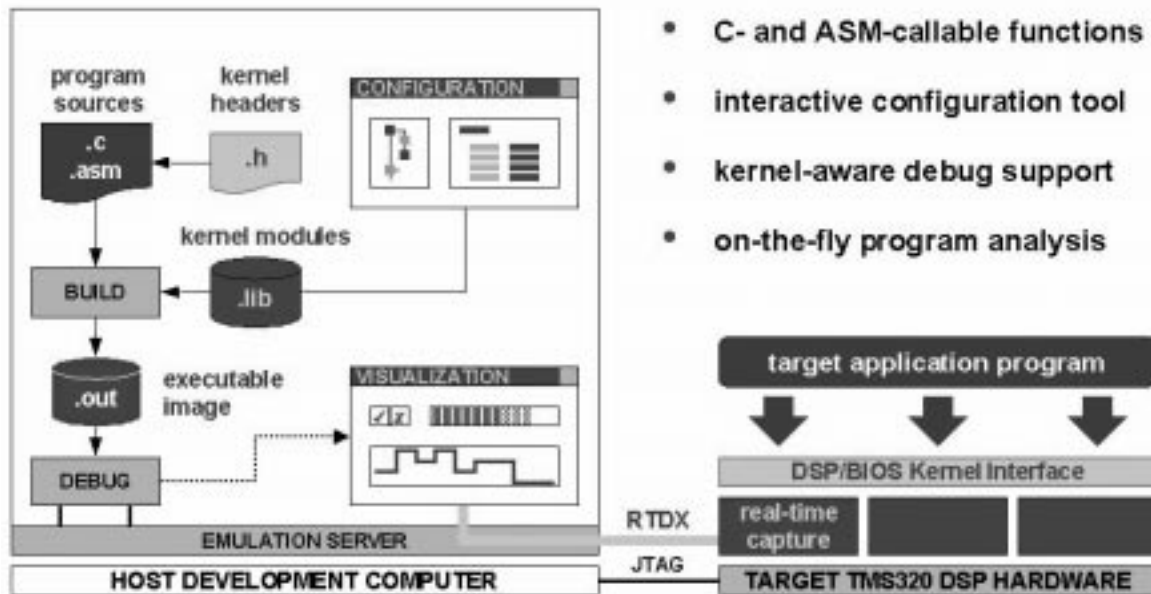 program
sources
kernel
headers
.c
.asm
.h
CONFIGURATION
kernel modules
BUILD
.lib
.out
executable
image
VISUALIZATION
DEBUG
EMULATION SERVER
HOST DEVELOPMENT COMPUTER
• C- and ASM-callable functions
• interactive configuration tool
• kernel-aware debug support
• on-the-fly program analysis
target application program
DSP/BIOS Kernel Interface
RTDX
real-time
capture
JTAG
TARGET TMS320 DSP HARDWARE